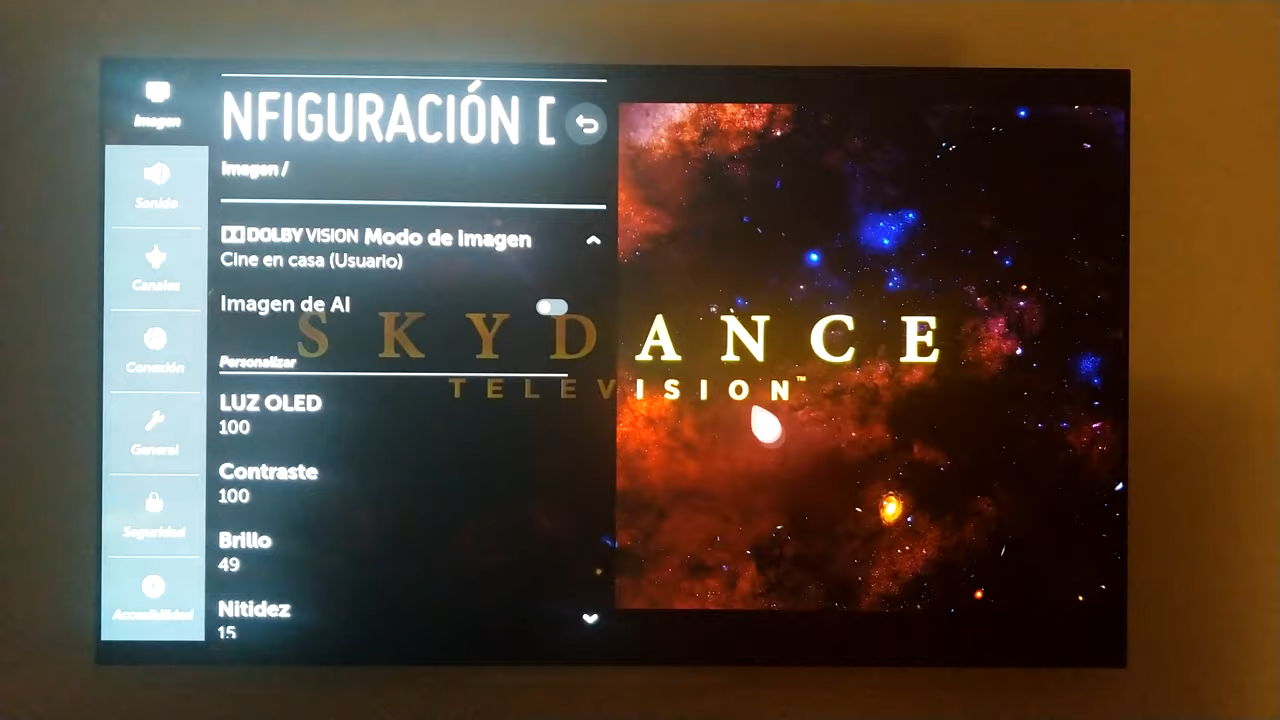 Imagen
Sonido
Canales
Conexión
General
Seguridad
Accesibilidad
NFIGURACIÓN D
Imagen /
DOLBY VISION Modo de Imagen
Cine en casa (Usuario)
Imagen de AI
Personalizar
LUZ OLED
100
Contraste
100
Brillo
49
Nitidez
15
SKYDANCE
TELEVISION™